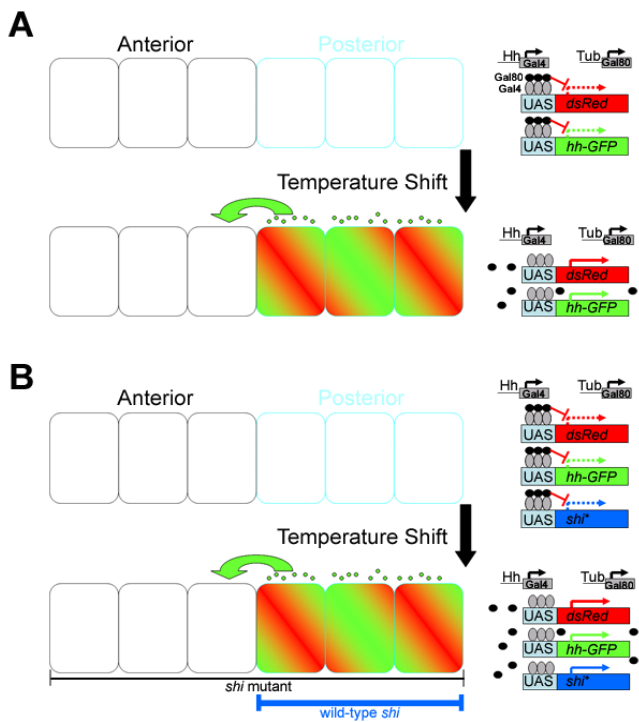 A
Anterior
Posterior
Hh
Gal4
Tub
Gal80
Gal80
Gal4
UAS
dsRed
UAS
hh-GFP
Temperature Shift
Hh
Gal4
Tub
Gal80
UAS
dsRed
UAS
hh-GFP
B
Anterior
Posterior
Hh
Gal4
Tub
Gal80
UAS
dsRed
UAS
hh-GFP
UAS
shi*
Temperature Shift
Hh
Gal4
Tub
Gal80
UAS
dsRed
UAS
hh-GFP
UAS
shi*
shi mutant
wild-type shi